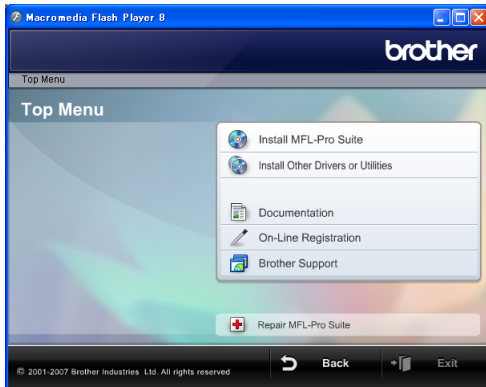 Macromedia Flash Player 8
brother
Top Menu
Top Menu
Install MFL-Pro Suite
Install Other Drivers or Utilities
Documentation
On-Line Registration
Brother Support
Repair MFL-Pro Suite
© 2001-2007 Brother Industries Ltd. All rights reserved
Back
Exit